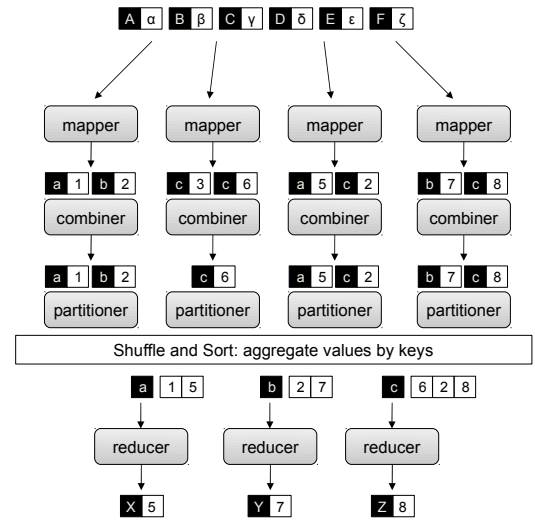 A α B β C γ D δ E ε F ζ
mapper mapper mapper mapper
a 1 b 2 c 3 c 6 a 5 c 2 b 7 c 8
combiner combiner combiner combiner
a 1 b 2 c 6 a 5 c 2 b 7 c 8
partitioner partitioner partitioner partitioner
Shuffle and Sort: aggregate values by keys
a 1 5 b 2 7 c 6 2 8
reducer reducer reducer
X 5 Y 7 Z 8